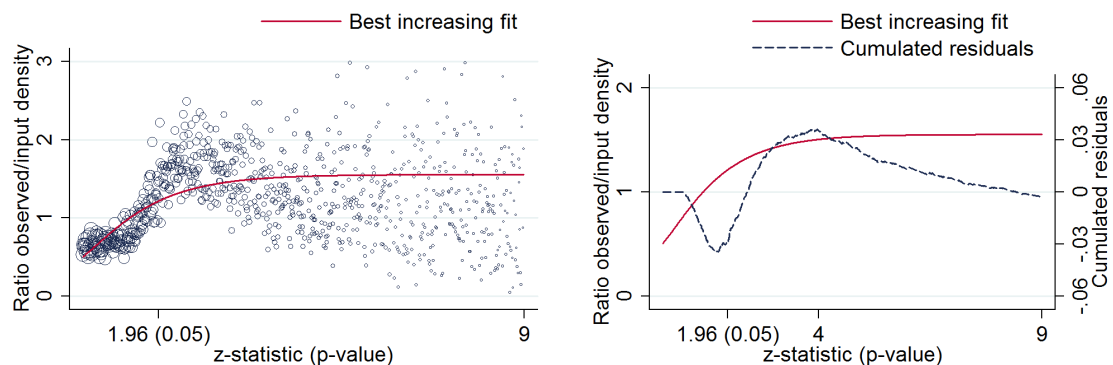 Best increasing fit
Ratio observed/input density
3
2
1
0
1.96 (0.05)
9
z-statistic (p-value)
Best increasing fit
Cumulated residuals
Ratio observed/input density
2
1
0
.06
.03
0
-.03
-.06
Cumulated residuals
1.96 (0.05)
4
9
z-statistic (p-value)